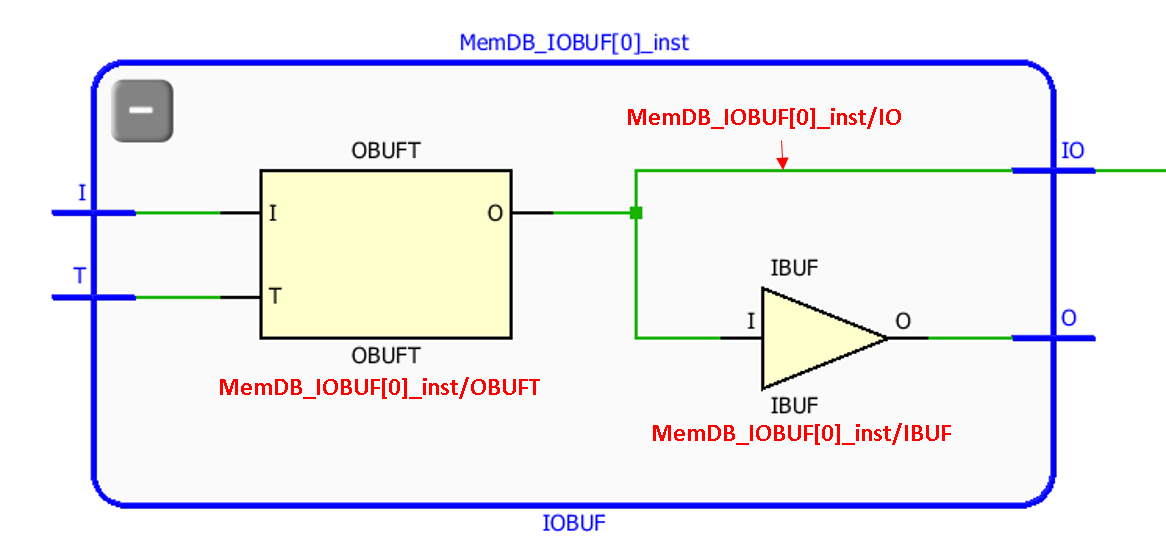 MemDB_IOBUF[0]_inst
−
MemDB_IOBUF[0]_inst/IO
OBUFT
IO
I
I
O
T
T
IBUF
I
O
O
OBUFT
MemDB_IOBUF[0]_inst/OBUFT
IBUF
MemDB_IOBUF[0]_inst/IBUF
IOBUF